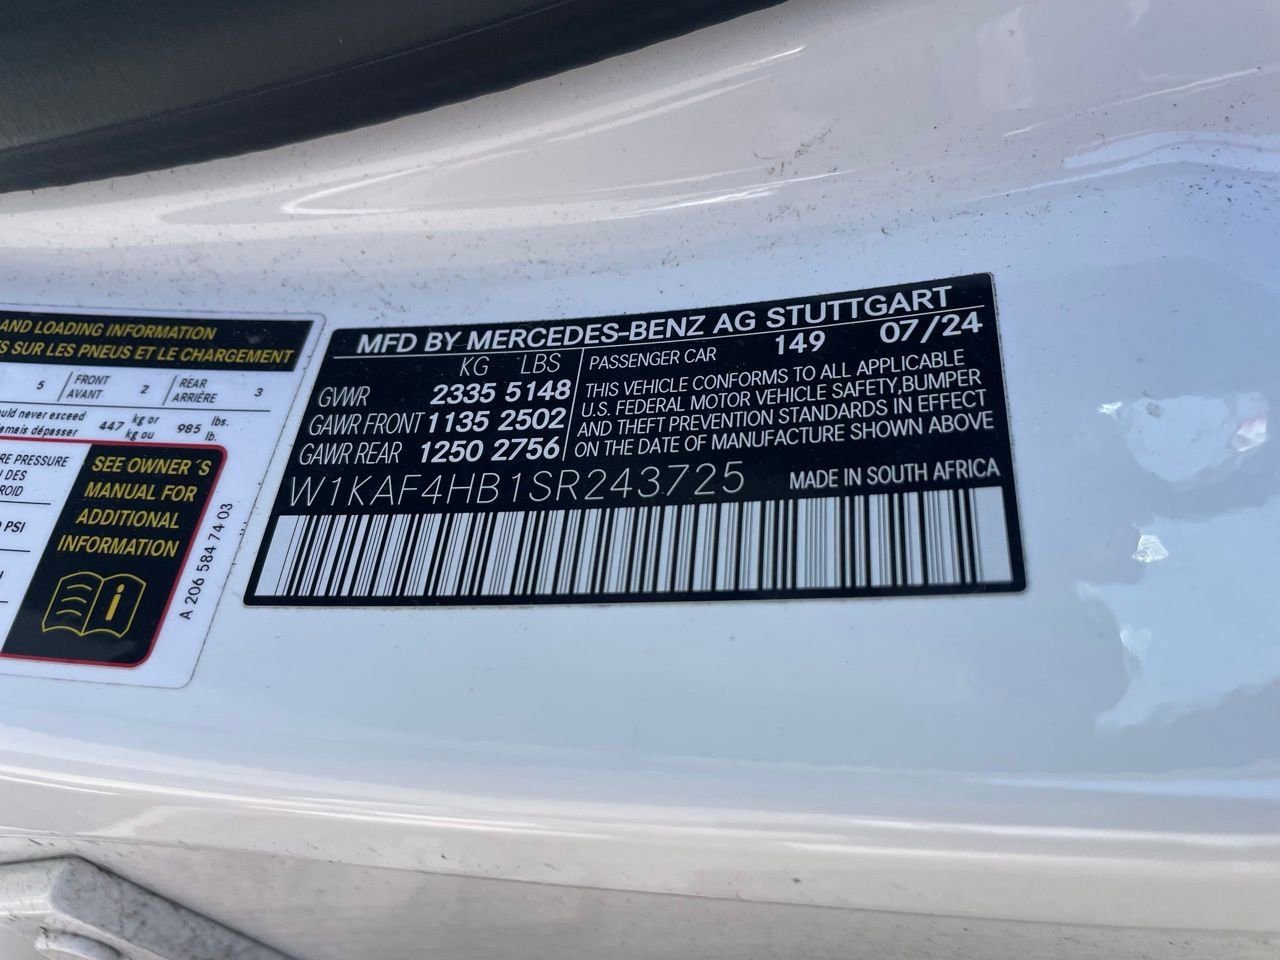 AND LOADING INFORMATION
SUR LES PNEUS ET LE CHARGEMENT
5 FRONT AVANT 2 REAR ARRIÈRE 3
never exceed
dépasser 447 kg or kg ou 985 lbs. lb.
PRESSURE
DES
PSI
SEE OWNER´S
MANUAL FOR
ADDITIONAL
INFORMATION
i
A 206 584 74 03
MFD BY MERCEDES-BENZ AG STUTTGART
KG LBS PASSENGER CAR 149 07/24
GVWR 2335 5148
GAWR FRONT 1135 2502
GAWR REAR 1250 2756
THIS VEHICLE CONFORMS TO ALL APPLICABLE
U.S. FEDERAL MOTOR VEHICLE SAFETY,BUMPER
AND THEFT PREVENTION STANDARDS IN EFFECT
ON THE DATE OF MANUFACTURE SHOWN ABOVE
W1KAF4HB1SR243725 MADE IN SOUTH AFRICA